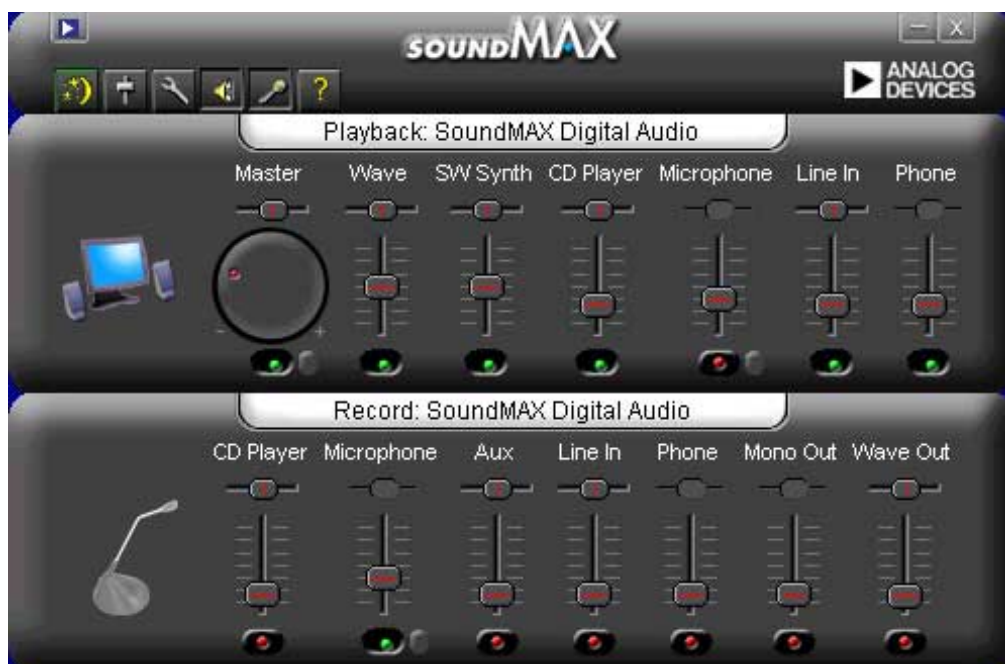 SOUNDMAX
ANALOG
DEVICES
?
Playback: SoundMAX Digital Audio
Master Wave SW Synth CD Player Microphone Line In Phone
- +
Record: SoundMAX Digital Audio
CD Player Microphone Aux Line In Phone Mono Out Wave Out